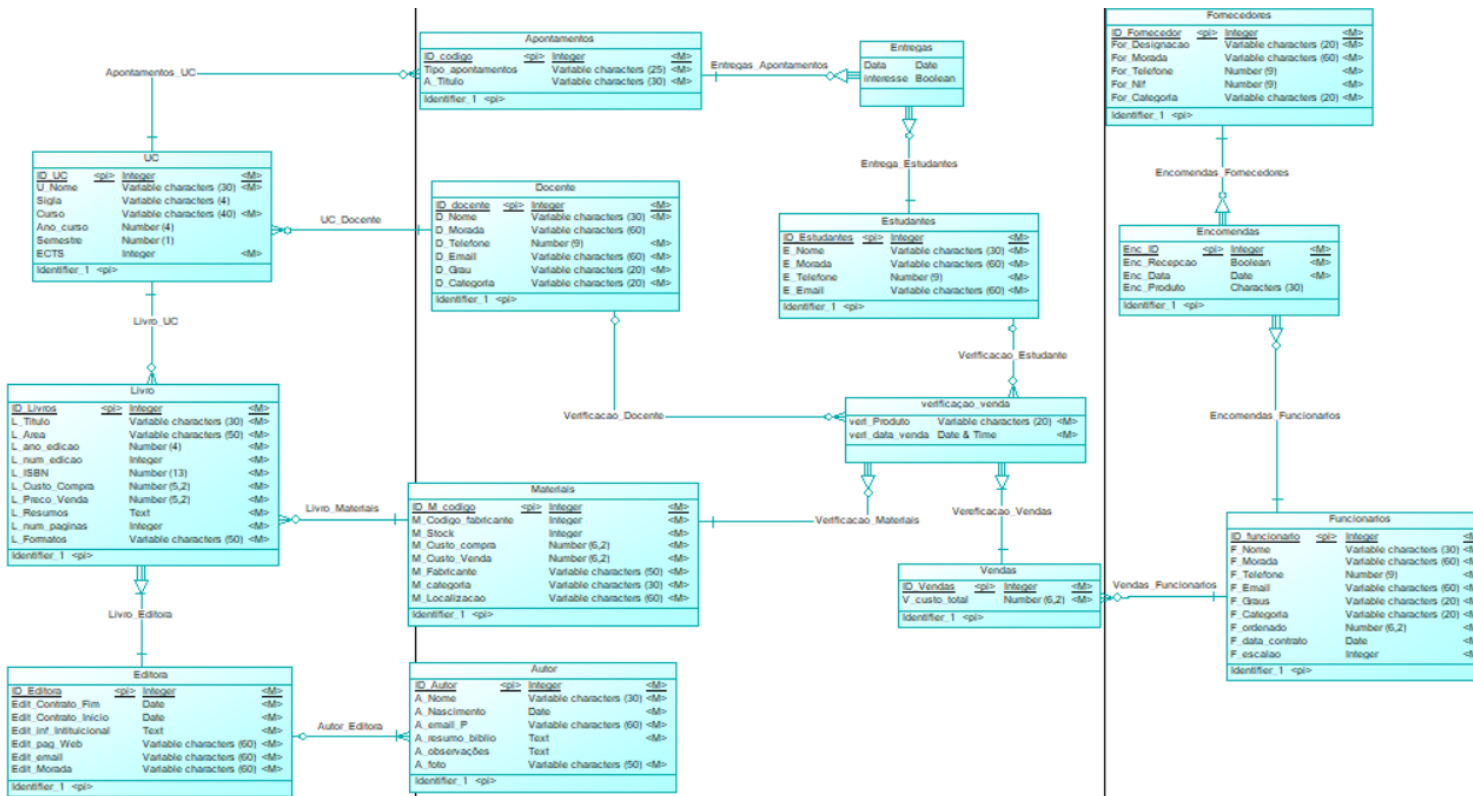 Apontamentos
ID_codigo <pi> Integer <M>
Tipo_apontamentos Variable characters (25) <M>
A_Titulo Variable characters (30) <M>
Identifier_1 <pi>
Entregas
Data Date
interesse Boolean
Fornecedores
ID_Fornecedor <pi> Integer <M>
For_Designacao Variable characters (20) <M>
For_Morada Variable characters (60) <M>
For_Telefone Number (9) <M>
For_Nif Number (9) <M>
For_Categoria Variable characters (20) <M>
Identifier_1 <pi>
Apontamentos_UC
Entregas_Apontamentos
Entrega_Estudantes
Encomendas_Fornecedores
UC
ID_UC <pi> Integer <M>
U_Nome Variable characters (30) <M>
Sigla Variable characters (4)
Curso Variable characters (40) <M>
Ano_curso Number (4)
Semestre Number (1)
ECTS Integer <M>
Identifier_1 <pi>
UC_Docente
Docente
ID_docente <pi> Integer <M>
D_Nome Variable characters (30) <M>
D_Morada Variable characters (60)
D_Telefone Number (9) <M>
D_Email Variable characters (60) <M>
D_Grau Variable characters (20) <M>
D_Categoria Variable characters (20) <M>
Identifier_1 <pi>
Estudantes
ID_Estudantes <pi> Integer <M>
E_Nome Variable characters (30) <M>
E_Morada Variable characters (60) <M>
E_Telefone Number (9) <M>
E_Email Variable characters (60) <M>
Identifier_1 <pi>
Encomendas
Enc_ID <pi> Integer <M>
Enc_Recepcao Boolean <M>
Enc_Data Date <M>
Enc_Produto Characters (30)
Identifier_1 <pi>
Livro_UC
Verificacao_Estudante
Livro
ID_Livros <pi> Integer <M>
L_Titulo Variable characters (30) <M>
L_Area Variable characters (50) <M>
L_ano_edicao Number (4) <M>
L_num_edicao Integer <M>
L_ISBN Number (13) <M>
L_Custo_Compra Number (5,2) <M>
L_Preco_Venda Number (5,2) <M>
L_Resumos Text <M>
L_num_paginas Integer <M>
L_Formatos Variable characters (50) <M>
Identifier_1 <pi>
Verificacao_Docente
verificaçao_venda
veri_Produto Variable characters (20) <M>
veri_data_venda Date & Time <M>
Encomendas_Funcionarios
Livro_Materiais
Materiais
ID_M_codigo <pi> Integer <M>
M_Codigo_fabricante Integer <M>
M_Stock Integer <M>
M_Custo_compra Number (6,2) <M>
M_Custo_Venda Number (6,2) <M>
M_Fabricante Variable characters (50) <M>
M_categoria Variable characters (30) <M>
M_Localizacao Variable characters (60) <M>
Identifier_1 <pi>
Verificacao_Materiais
Vereficacao_Vendas
Vendas
ID_Vendas <pi> Integer <M>
V_custo_total Number (6,2) <M>
Identifier_1 <pi>
Vendas_Funcionarios
Funcionarios
ID_funcionario <pi> Integer
F_Nome Variable characters (30)
F_Morada Variable characters (60)
F_Telefone Number (9)
F_Email Variable characters (60)
F_Graus Variable characters (20)
F_Categoria Variable characters (20)
F_ordenado Number (6,2)
F_data_contrato Date
F_escalao Integer
Identifier_1 <pi>
Livro_Editora
Editora
ID_Editora <pi> Integer <M>
Edit_Contrato_Fim Date <M>
Edit_Contrato_Inicio Date <M>
Edit_inf_Intituicional Text <M>
Edit_pag_Web Variable characters (60) <M>
Edit_email Variable characters (60) <M>
Edit_Morada Variable characters (60) <M>
Identifier_1 <pi>
Autor_Editora
Autor
ID_Autor <pi> Integer <M>
A_Nome Variable characters (30) <M>
A_Nascimento Date <M>
A_email_P Variable characters (60) <M>
A_resumo_biblio Text <M>
A_observações Text
A_foto Variable characters (50) <M>
Identifier_1 <pi>